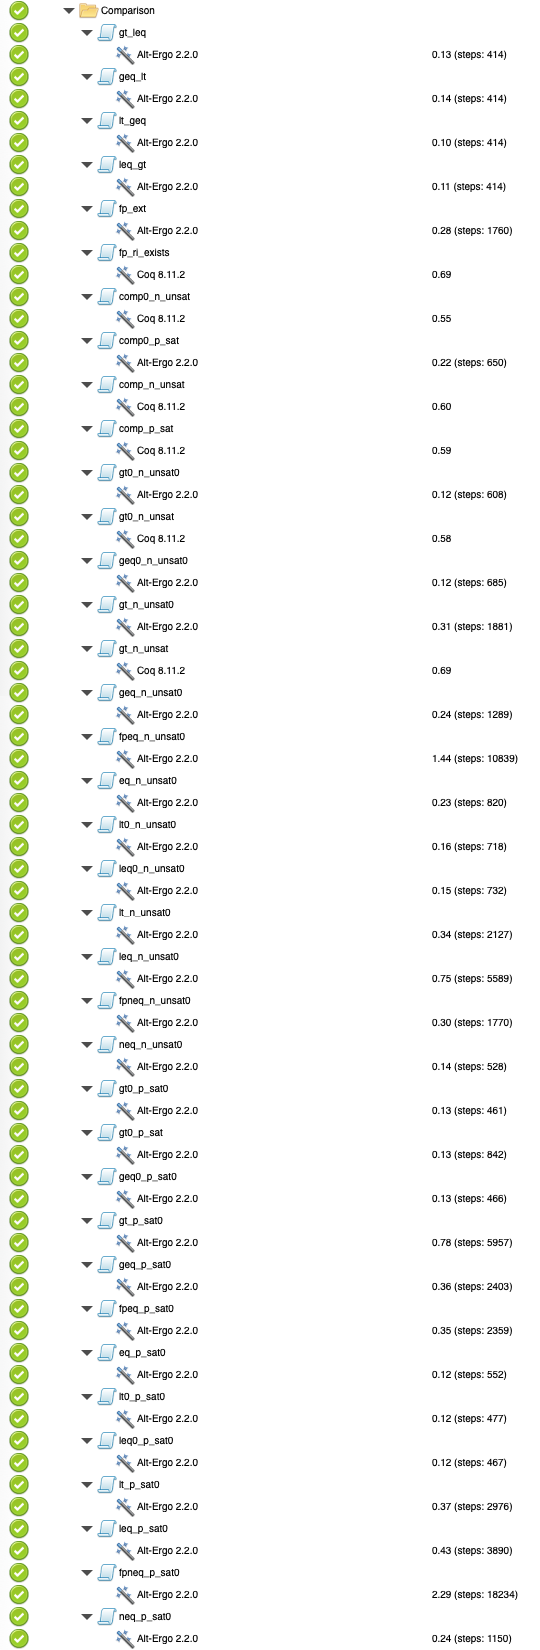 Comparison
gt_leq
Alt-Ergo 2.2.0 0.13 (steps: 414)
geq_lt
Alt-Ergo 2.2.0 0.14 (steps: 414)
lt_geq
Alt-Ergo 2.2.0 0.10 (steps: 414)
leq_gt
Alt-Ergo 2.2.0 0.11 (steps: 414)
fp_ext
Alt-Ergo 2.2.0 0.28 (steps: 1760)
fp_ri_exists
Coq 8.11.2 0.69
comp0_n_unsat
Coq 8.11.2 0.55
comp0_p_sat
Alt-Ergo 2.2.0 0.22 (steps: 650)
comp_n_unsat
Coq 8.11.2 0.60
comp_p_sat
Coq 8.11.2 0.59
gt0_n_unsat0
Alt-Ergo 2.2.0 0.12 (steps: 608)
gt0_n_unsat
Coq 8.11.2 0.58
geq0_n_unsat0
Alt-Ergo 2.2.0 0.12 (steps: 685)
gt_n_unsat0
Alt-Ergo 2.2.0 0.31 (steps: 1881)
gt_n_unsat
Coq 8.11.2 0.69
geq_n_unsat0
Alt-Ergo 2.2.0 0.24 (steps: 1289)
fpeq_n_unsat0
Alt-Ergo 2.2.0 1.44 (steps: 10839)
eq_n_unsat0
Alt-Ergo 2.2.0 0.23 (steps: 820)
lt0_n_unsat0
Alt-Ergo 2.2.0 0.16 (steps: 718)
leq0_n_unsat0
Alt-Ergo 2.2.0 0.15 (steps: 732)
lt_n_unsat0
Alt-Ergo 2.2.0 0.34 (steps: 2127)
leq_n_unsat0
Alt-Ergo 2.2.0 0.75 (steps: 5589)
fpneq_n_unsat0
Alt-Ergo 2.2.0 0.30 (steps: 1770)
neq_n_unsat0
Alt-Ergo 2.2.0 0.14 (steps: 528)
gt0_p_sat0
Alt-Ergo 2.2.0 0.13 (steps: 461)
gt0_p_sat
Alt-Ergo 2.2.0 0.13 (steps: 842)
geq0_p_sat0
Alt-Ergo 2.2.0 0.13 (steps: 466)
gt_p_sat0
Alt-Ergo 2.2.0 0.78 (steps: 5957)
geq_p_sat0
Alt-Ergo 2.2.0 0.36 (steps: 2403)
fpeq_p_sat0
Alt-Ergo 2.2.0 0.35 (steps: 2359)
eq_p_sat0
Alt-Ergo 2.2.0 0.12 (steps: 552)
lt0_p_sat0
Alt-Ergo 2.2.0 0.12 (steps: 477)
leq0_p_sat0
Alt-Ergo 2.2.0 0.12 (steps: 467)
lt_p_sat0
Alt-Ergo 2.2.0 0.37 (steps: 2976)
leq_p_sat0
Alt-Ergo 2.2.0 0.43 (steps: 3890)
fpneq_p_sat0
Alt-Ergo 2.2.0 2.29 (steps: 18234)
neq_p_sat0
Alt-Ergo 2.2.0 0.24 (steps: 1150)